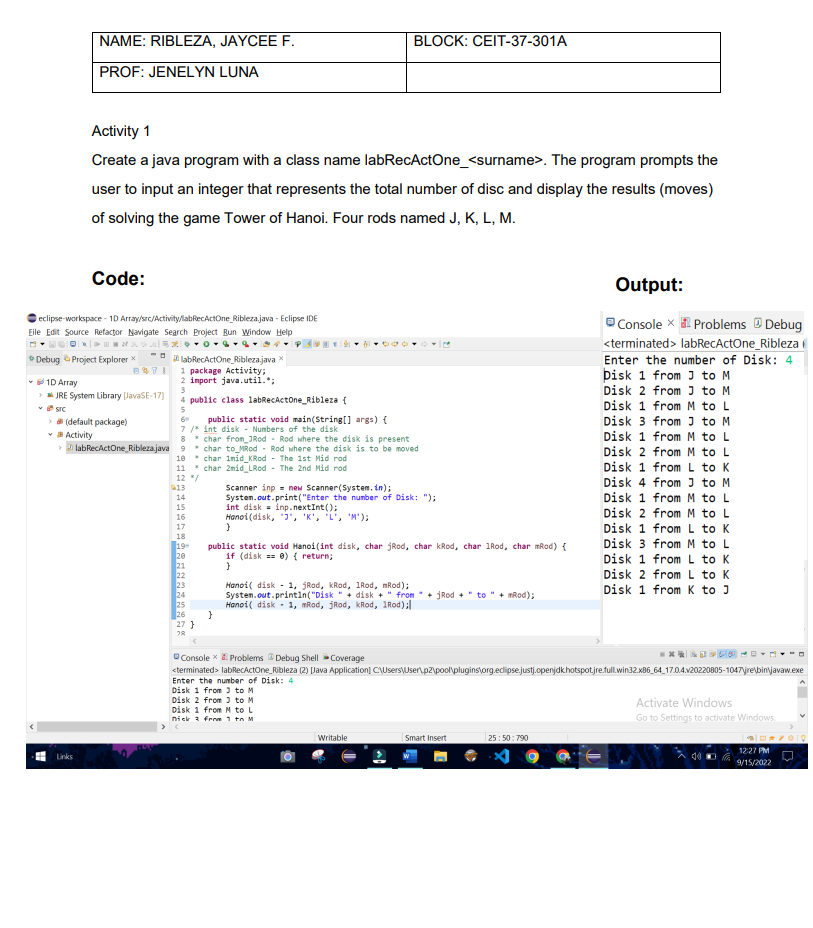 NAME: RIBLEZA, JAYCEE F.
BLOCK: CEIT-37-301A
PROF: JENELYN LUNA
Activity 1
Create a java program with a class name labRecActOne_<surname>. The program prompts the
user to input an integer that represents the total number of disc and display the results (moves)
of solving the game Tower of Hanoi. Four rods named J, K, L, M.
Code:
Output:
eclipse-workspace - 1D Array/src/Activity/labRecActOne_Ribleza.java - Eclipse IDE
File Edit Source Refactor Navigate Search Project Run Window Help
Debug Project Explorer
1D Array
JRE System Library [JavaSE-17]
src
(default package)
Activity
labRecActOne_Ribleza.java
labRecActOne_Ribleza.java
1 package Activity;
2 import java.util.*;
3
4 public class labRecActOne_Ribleza {
5
6 public static void main(String[] args) {
7 /* int disk - Numbers of the disk
8 * char from_JRod - Rod where the disk is present
9 * char to_MRod - Rod where the disk is to be moved
10 * char 1mid_KRod - The 1st Mid rod
11 * char 2mid_LRod - The 2nd Mid rod
12 */
13 Scanner inp = new Scanner(System.in);
14 System.out.print("Enter the number of Disk: ");
15 int disk = inp.nextInt();
16 Hanoi(disk, 'J', 'K', 'L', 'M');
17 }
18
19 public static void Hanoi(int disk, char jRod, char kRod, char lRod, char mRod) {
20 if (disk == 0) { return;
21 }
22
23 Hanoi( disk - 1, jRod, kRod, lRod, mRod);
24 System.out.println("Disk " + disk + " from " + jRod + " to " + mRod);
25 Hanoi( disk - 1, mRod, jRod, kRod, lRod);
26 }
27 }
28
Console Problems Debug Shell Coverage
<terminated> labRecActOne_Ribleza (2) [Java Application] C:\Users\User\.p2\pool\plugins\org.eclipse.justj.openjdk.hotspot.jre.full.win32.x86_64_17.0.4.v20220805-1047\jre\bin\javaw.exe
Enter the number of Disk: 4
Disk 1 from J to M
Disk 2 from J to M
Disk 1 from M to L
Disk 3 from J to M
Console Problems Debug
<terminated> labRecActOne_Ribleza (
Enter the number of Disk: 4
Disk 1 from J to M
Disk 2 from J to M
Disk 1 from M to L
Disk 3 from J to M
Disk 1 from M to L
Disk 2 from M to L
Disk 1 from L to K
Disk 4 from J to M
Disk 1 from M to L
Disk 2 from M to L
Disk 1 from L to K
Disk 3 from M to L
Disk 1 from L to K
Disk 2 from L to K
Disk 1 from K to J
Activate Windows
Go to Settings to activate Windows.
Writable
Smart Insert
25 : 50 : 790
Links
12:27 PM
9/15/2022